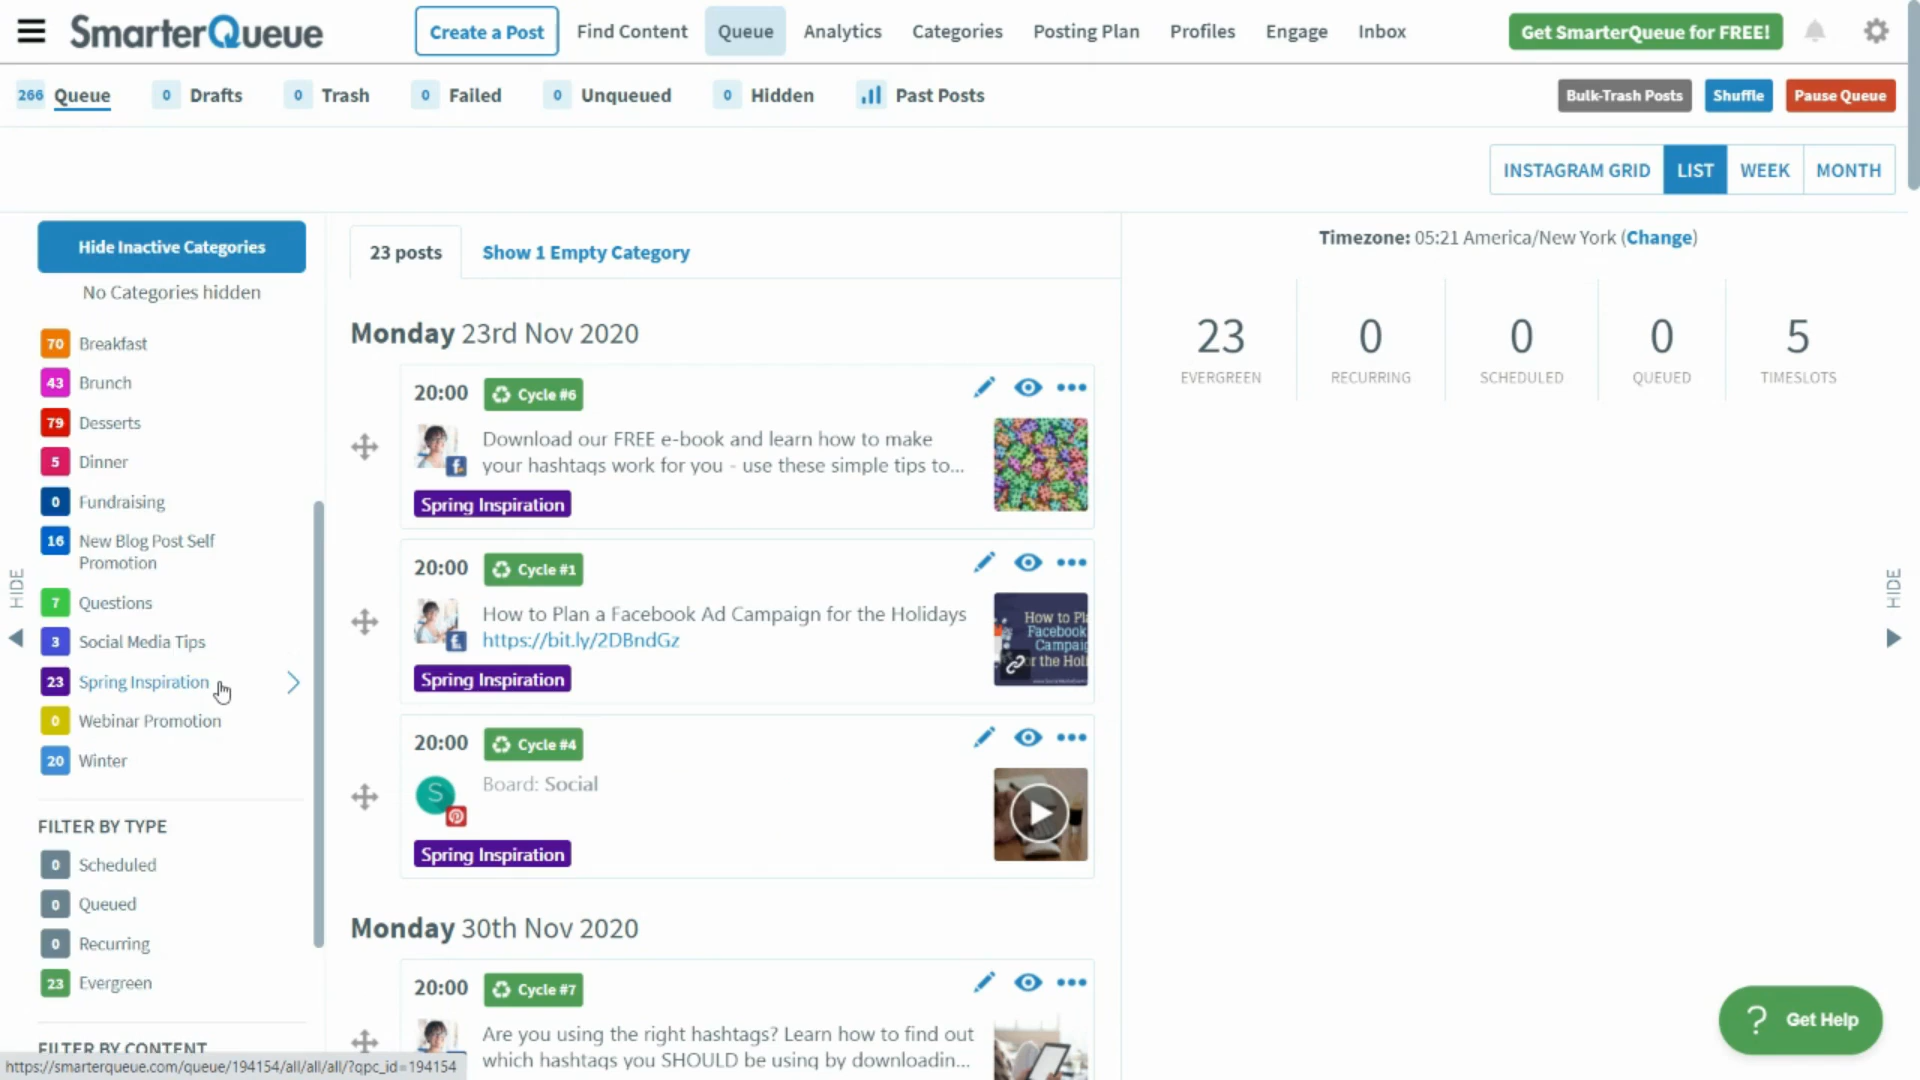 SmarterQueue
Create a Post
Find Content
Queue
Analytics
Categories
Posting Plan
Profiles
Engage
Inbox
Get SmarterQueue for FREE!
266 Queue
0 Drafts
0 Trash
0 Failed
0 Unqueued
0 Hidden
Past Posts
Bulk-Trash Posts
Shuffle
Pause Queue
INSTAGRAM GRID
LIST
WEEK
MONTH
Hide Inactive Categories
No Categories hidden
70 Breakfast
43 Brunch
79 Desserts
5 Dinner
0 Fundraising
16 New Blog Post Self
Promotion
7 Questions
3 Social Media Tips
23 Spring Inspiration
0 Webinar Promotion
20 Winter
FILTER BY TYPE
0 Scheduled
0 Queued
0 Recurring
23 Evergreen
FILTER BY CONTENT
HIDE
23 posts
Show 1 Empty Category
Monday 23rd Nov 2020
20:00
Cycle #6
Download our FREE e-book and learn how to make
your hashtags work for you - use these simple tips to...
Spring Inspiration
20:00
Cycle #1
How to Plan a Facebook Ad Campaign for the Holidays
https://bit.ly/2DBndGz
How to Pl
Facebook
Campaig
or the Holi
Spring Inspiration
20:00
Cycle #4
S
Board: Social
Spring Inspiration
Monday 30th Nov 2020
20:00
Cycle #7
Are you using the right hashtags? Learn how to find out
which hashtags you SHOULD be using by downloadin...
Timezone: 05:21 America/New York (Change)
23
EVERGREEN
0
RECURRING
0
SCHEDULED
0
QUEUED
5
TIMESLOTS
HIDE
? Get Help
https://smarterqueue.com/queue/194154/all/all/all/?qpc_id=194154